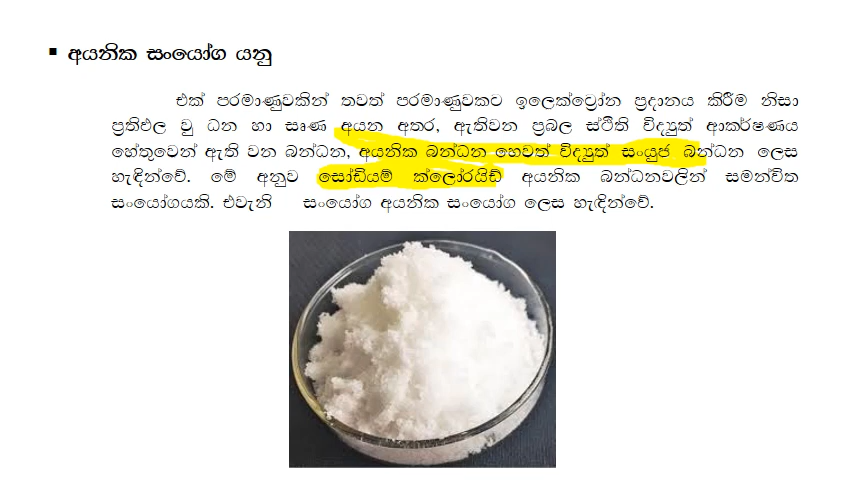 ▪ අයනික සංයෝග යනු
එක් පරමාණුවකින් තවත් පරමාණුවකට ඉලෙක්ට්‍රෝන ප්‍රදානය කිරීම නිසා
ප්‍රතිඵල වු ධන හා සෘණ අයන අතර, ඇතිවන ප්‍රබල ස්ථිති විද්‍යුත් ආකර්ෂණය
හේතුවෙන් ඇති වන බන්ධන, අයනික බන්ධන හෙවත් විද්‍යුත් සංයුජ බන්ධන ලෙස
හැඳින්වේ. මේ අනුව සෝඩියම් ක්ලෝරයිඩ් අයනික බන්ධනවලින් සමන්විත
සංයෝගයකි. එවැනි සංයෝග අයනික සංයෝග ලෙස හැඳින්වේ.